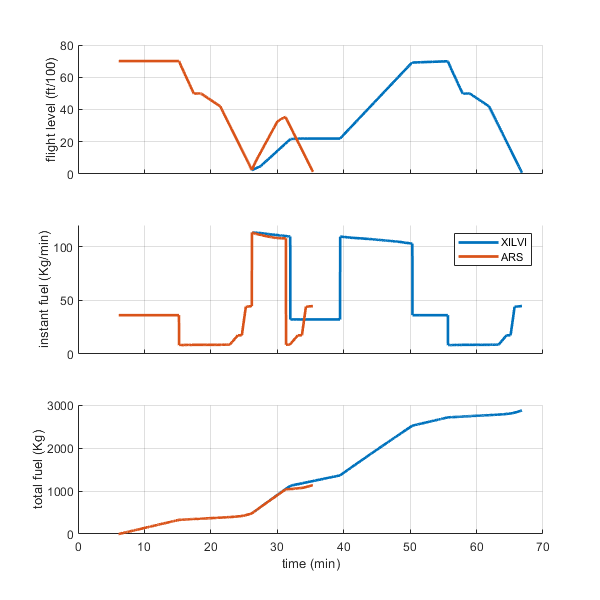 80
60
40
20
0
flight level (ft/100)
100
50
0
instant fuel (Kg/min)
XILVI
ARS
3000
2000
1000
0
total fuel (Kg)
0 10 20 30 40 50 60 70
time (min)